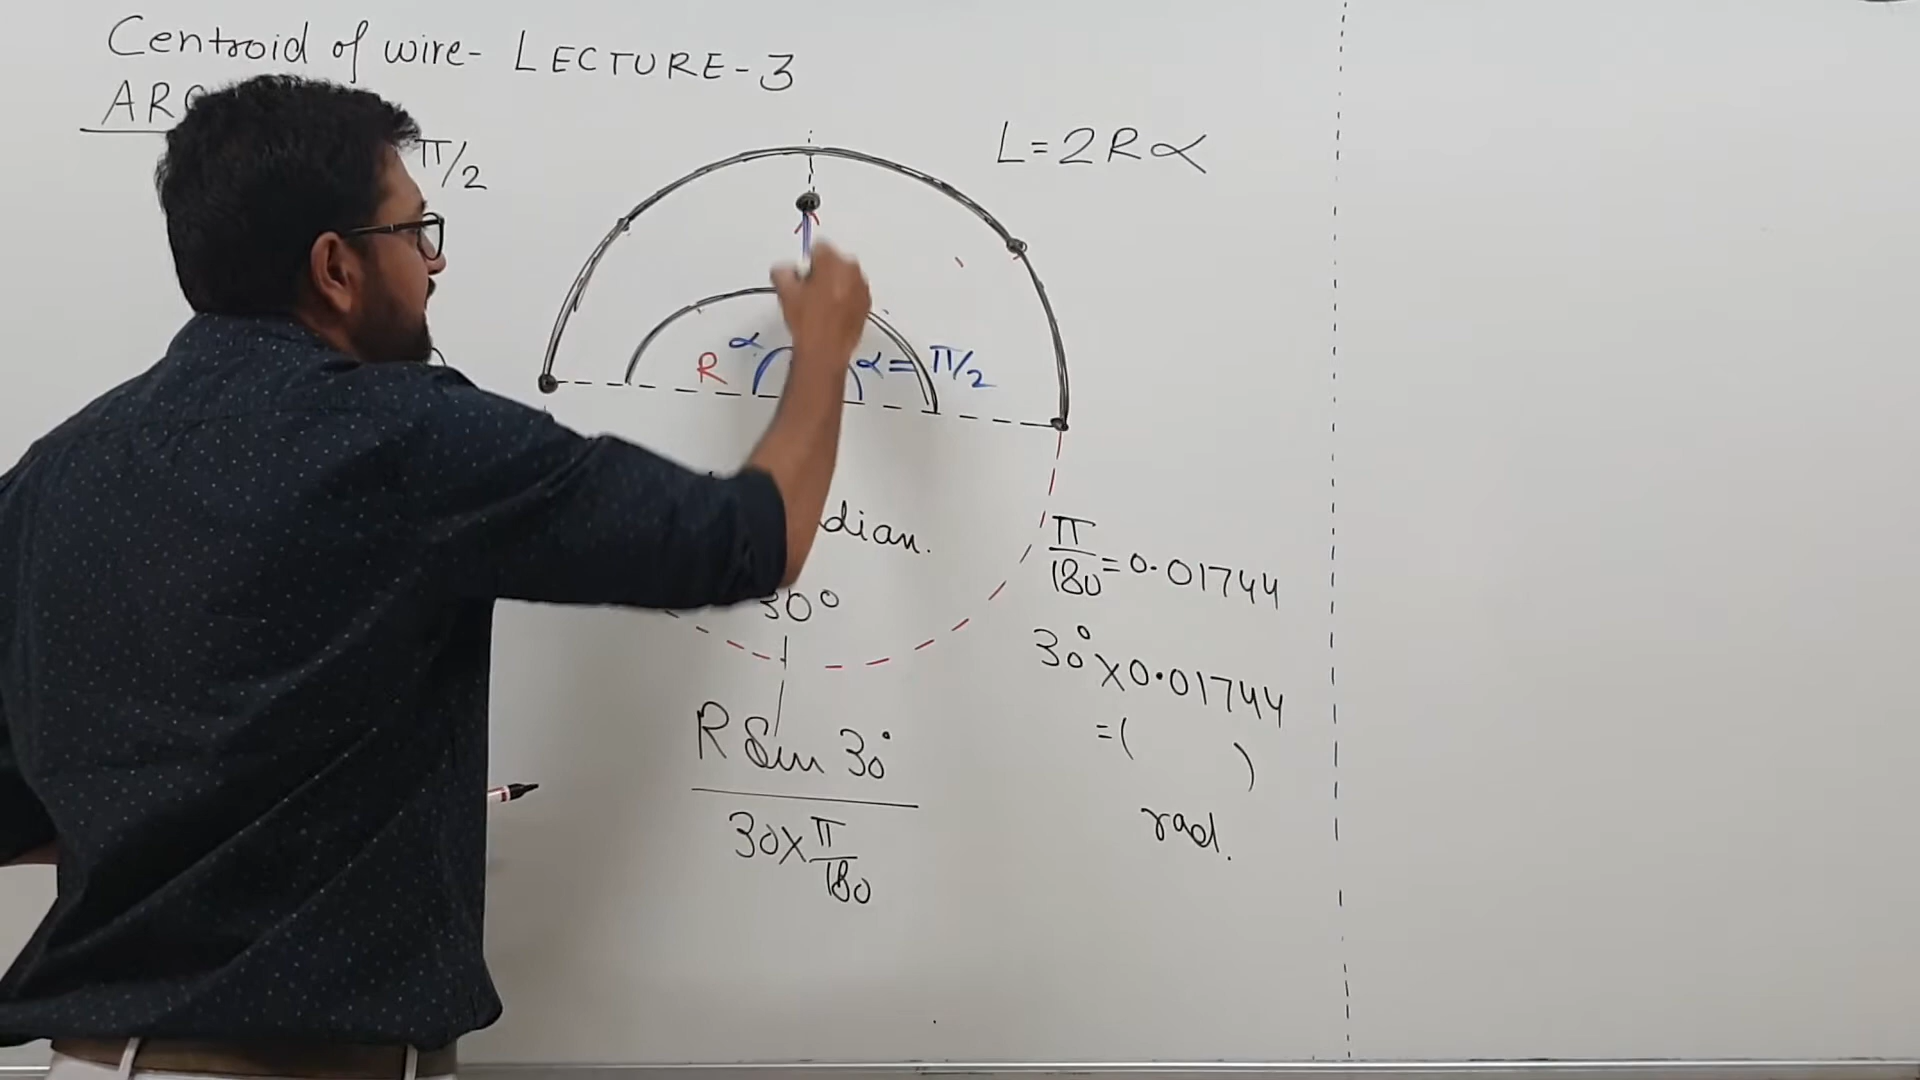 Centroid of wire- LECTURE-3
ARC
π/2
L=2Rα
R α α=π/2
dian.
30°
R Sin 30°
30×π/180
π/180=0.01744
30°×0.01744
=( )
rad.